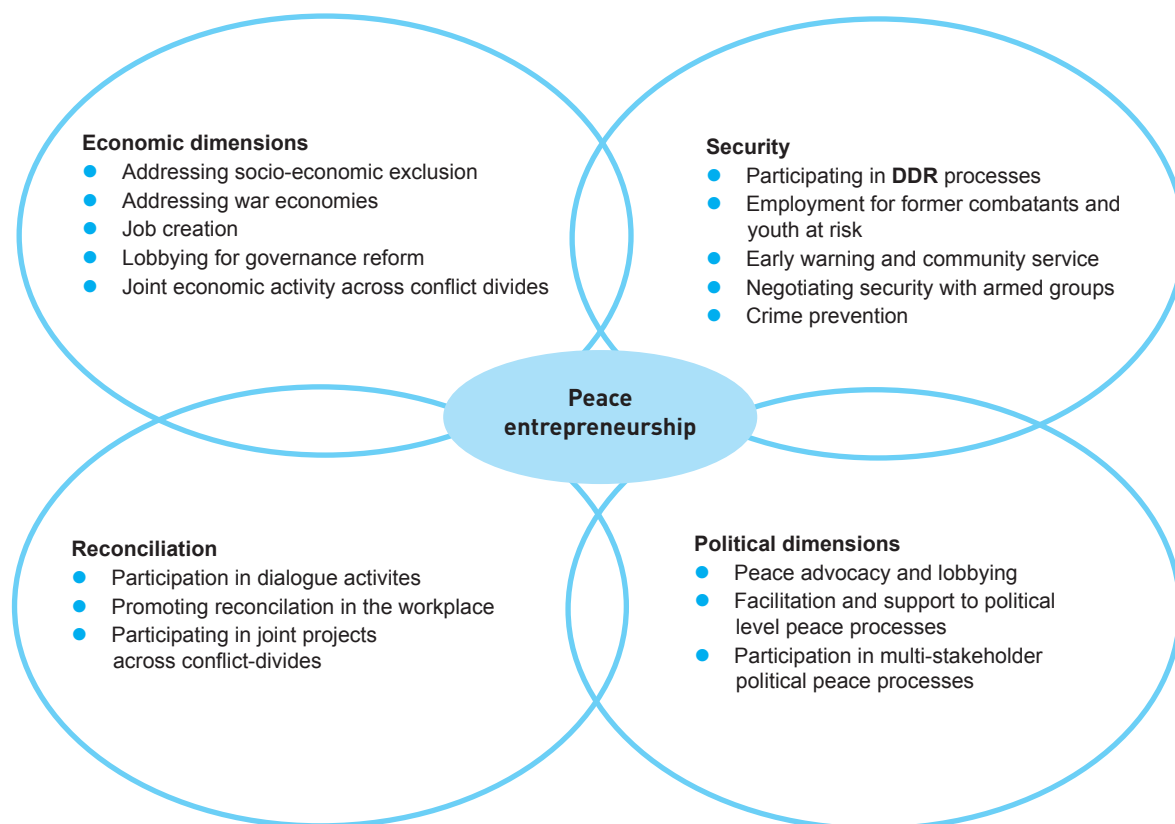 Economic dimensions
● Addressing socio-economic exclusion
● Addressing war economies
● Job creation
● Lobbying for governance reform
● Joint economic activity across conflict divides
Security
● Participating in DDR processes
● Employment for former combatants and
youth at risk
● Early warning and community service
● Negotiating security with armed groups
● Crime prevention
Peace
entrepreneurship
Reconciliation
● Participation in dialogue activites
● Promoting reconcilation in the workplace
● Participating in joint projects
across conflict-divides
Political dimensions
● Peace advocacy and lobbying
● Facilitation and support to political
level peace processes
● Participation in multi-stakeholder
political peace processes